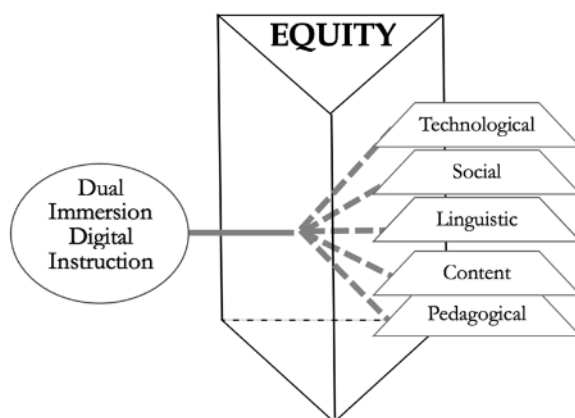 EQUITY
Dual
Immersion
Digital
Instruction
Technological
Social
Linguistic
Content
Pedagogical